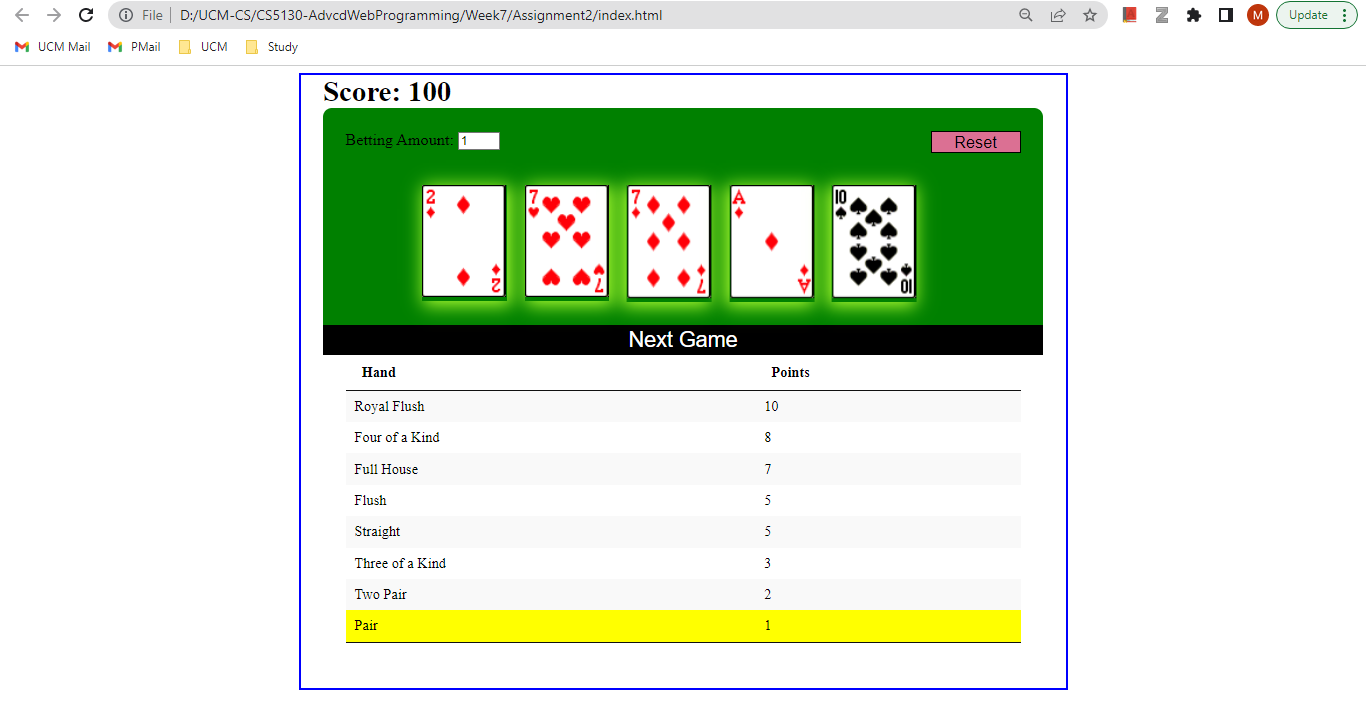 File D:/UCM-CS/CS5130-AdvcdWebProgramming/Week7/Assignment2/index.html M Update
UCM Mail PMail UCM Study
Score: 100
Betting Amount: 1 Reset
2 7 7 A 10
2 7 7 A 10
Next Game
Hand Points
Royal Flush 10
Four of a Kind 8
Full House 7
Flush 5
Straight 5
Three of a Kind 3
Two Pair 2
Pair 1